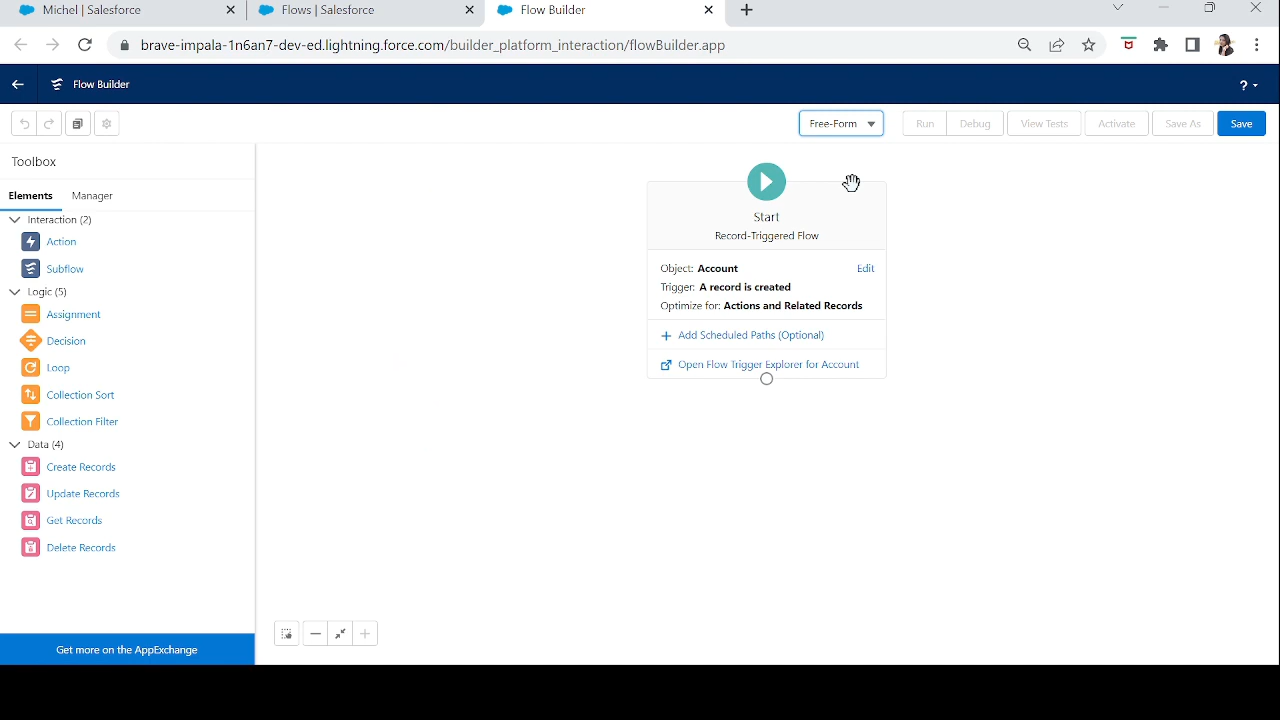 Michel | Salesforce
Flows | Salesforce
Flow Builder
brave-impala-1n6an7-dev-ed.lightning.force.com/builder_platform_interaction/flowBuilder.app
Flow Builder
?
Free-Form
Run
Debug
View Tests
Activate
Save As
Save
Toolbox
Elements
Manager
Interaction (2)
Action
Subflow
Logic (5)
Assignment
Decision
Loop
Collection Sort
Collection Filter
Data (4)
Create Records
Update Records
Get Records
Delete Records
Get more on the AppExchange
Start
Record-Triggered Flow
Object: Account
Edit
Trigger: A record is created
Optimize for: Actions and Related Records
Add Scheduled Paths (Optional)
Open Flow Trigger Explorer for Account